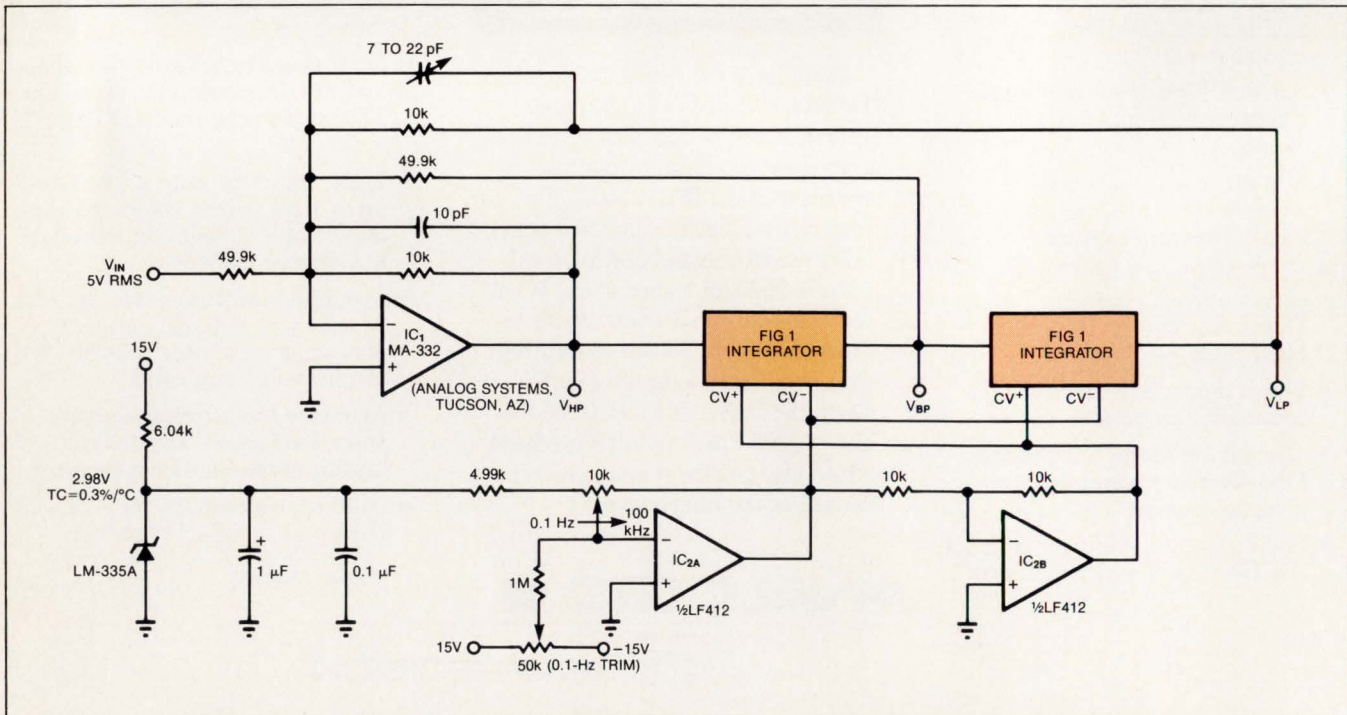 7 TO 22 pF
10k
49.9k
10 pF
V_IN
5V RMS
49.9k
10k
IC₁
MA-332
(ANALOG SYSTEMS,
TUCSON, AZ)
V_HP
FIG 1
INTEGRATOR
CV+ CV−
V_BP
FIG 1
INTEGRATOR
CV+ CV−
V_LP
15V
6.04k
2.98V
TC=0.3%/°C
LM-335A
+
1 µF
0.1 µF
4.99k
10k
0.1 Hz
100
kHz
1M
15V
−15V
50k (0.1-Hz TRIM)
IC₂A
½LF412
10k
10k
IC₂B
½LF412